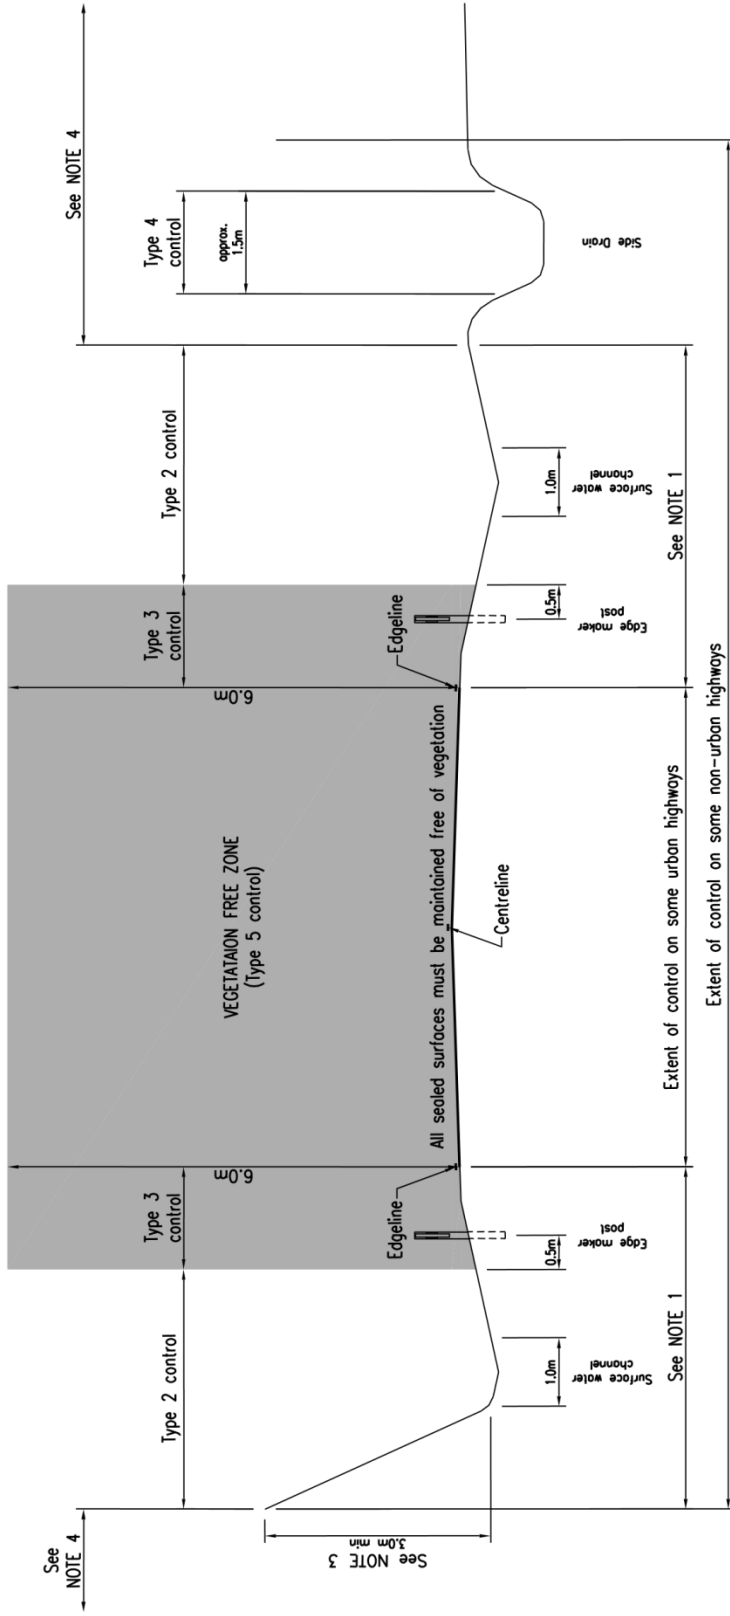 See
NOTE 4
See NOTE 4
Type 2 control
Type 3
control
VEGETATAION FREE ZONE
(Type 5 control)
Type 3
control
Type 2 control
Type 4
control
approx.
1.5m
6.0m
6.0m
See NOTE 3
3.0m min
Edgeline
All sealed surfaces must be maintained free of vegetation
Edgeline
Centreline
1.0m
Surface water
channel
0.5m
Edge maker
post
0.5m
Edge maker
post
1.0m
Surface water
channel
Side Drain
See NOTE 1
Extent of control on some urban highways
See NOTE 1
Extent of control on some non-urban highways